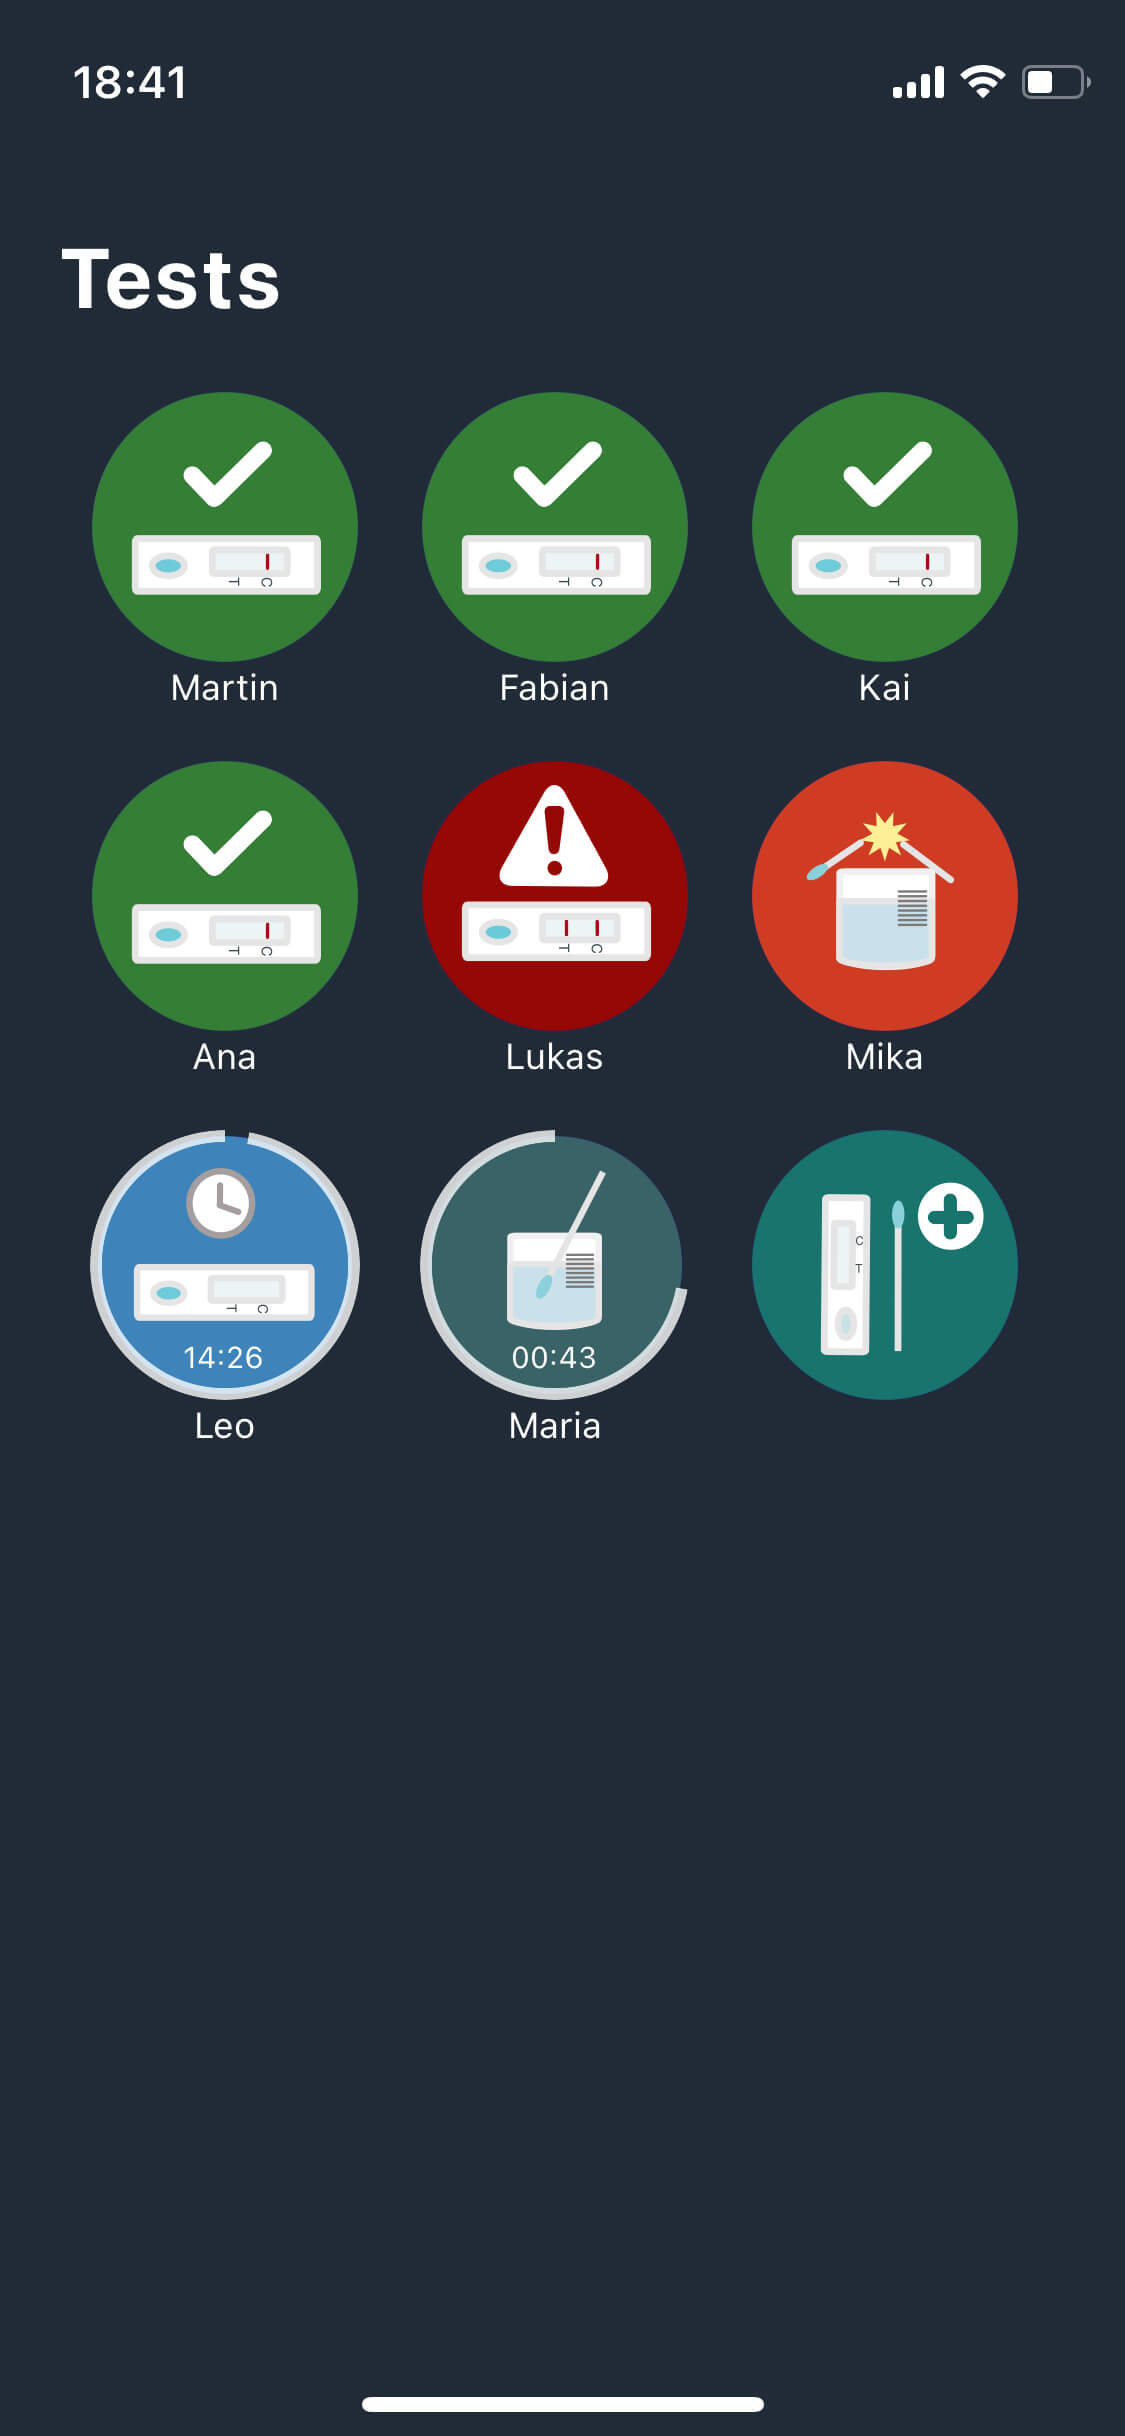 18:41
Tests
T C
T C
T C
Martin
Fabian
Kai
T C
T C
Ana
Lukas
Mika
T C
14:26
00:43
C
T
Leo
Maria